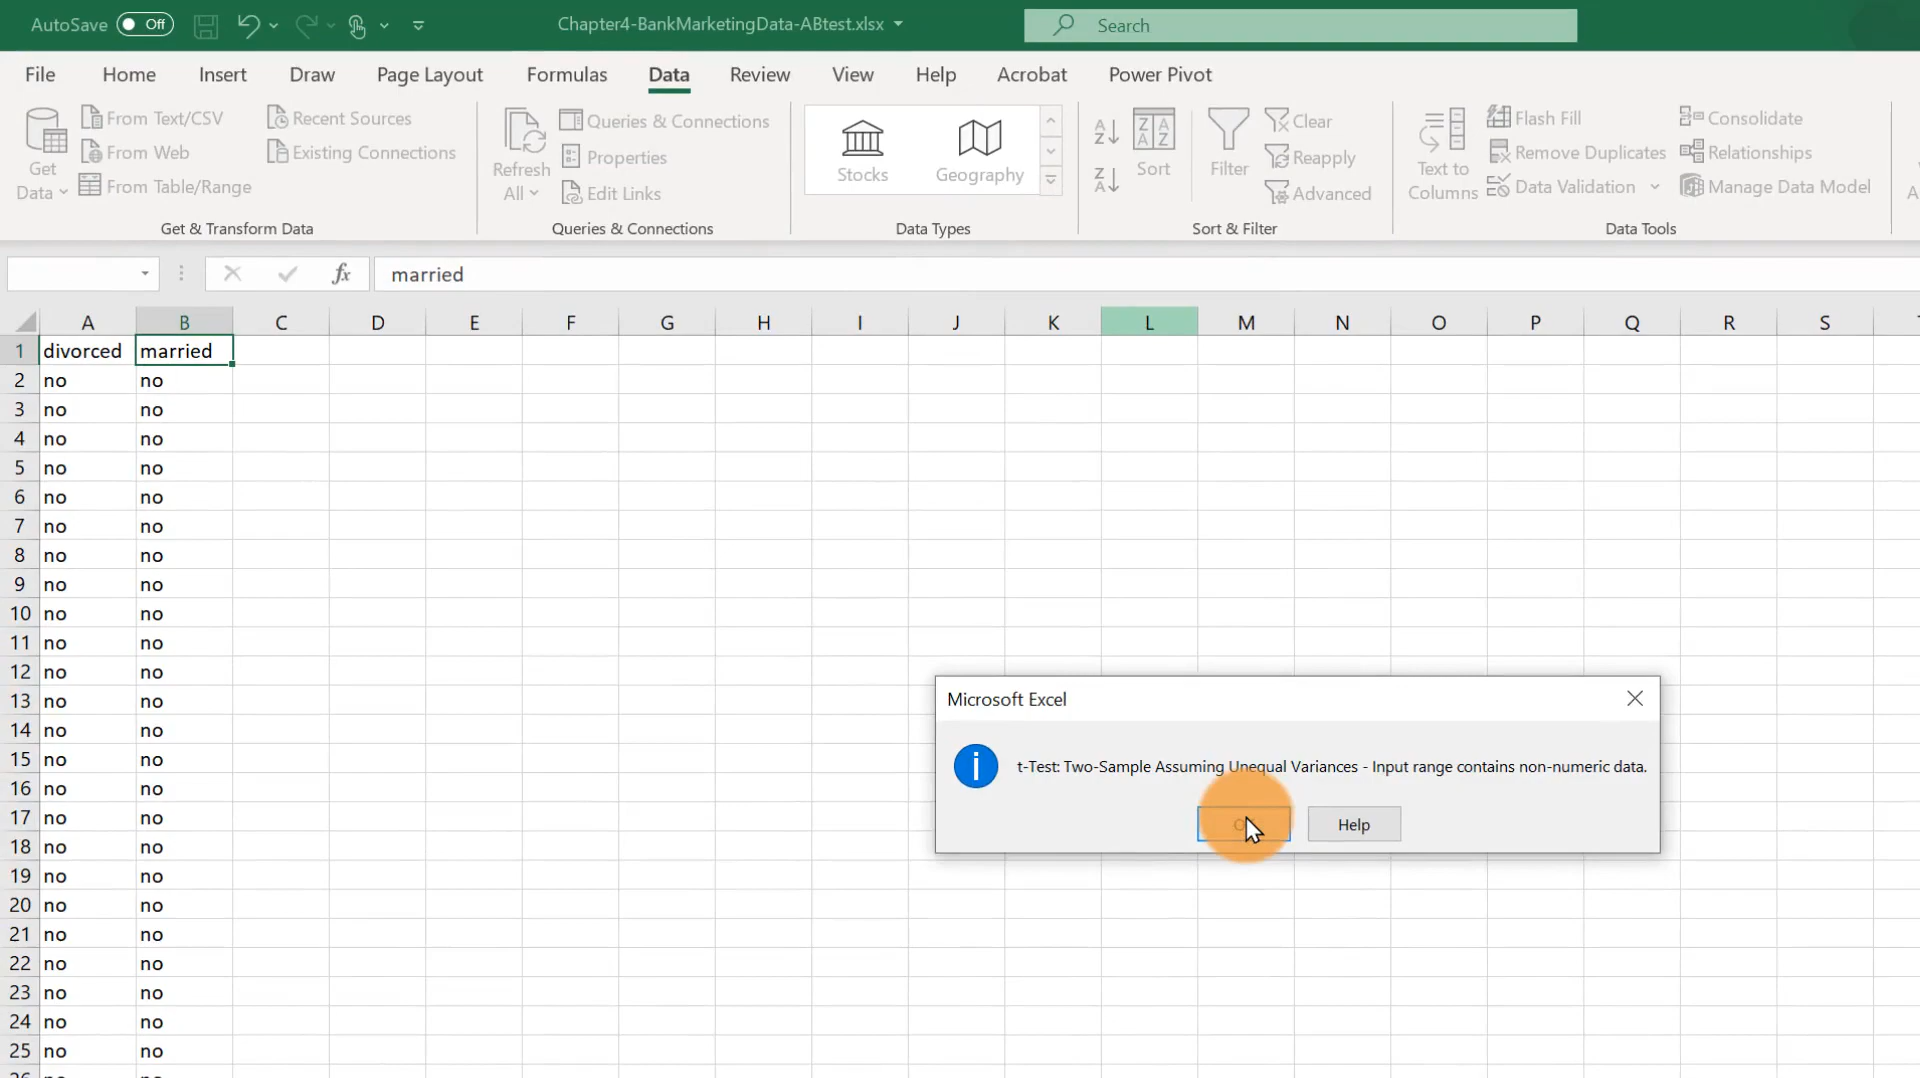 AutoSave Off Chapter4-BankMarketingData-ABtest.xlsx Search
File Home Insert Draw Page Layout Formulas Data Review View Help Acrobat Power Pivot
Get Data
From Text/CSV
From Web
From Table/Range
Recent Sources
Existing Connections
Get & Transform Data
Refresh All
Queries & Connections
Properties
Edit Links
Queries & Connections
Stocks
Geography
Data Types
Sort
Filter
Clear
Reapply
Advanced
Sort & Filter
Text to Columns
Flash Fill
Remove Duplicates
Data Validation
Consolidate
Relationships
Manage Data Model
Data Tools
fx married
A B C D E F G H I J K L M N O P Q R S
1 divorced married
2 no no
3 no no
4 no no
5 no no
6 no no
7 no no
8 no no
9 no no
10 no no
11 no no
12 no no
13 no no
14 no no
15 no no
16 no no
17 no no
18 no no
19 no no
20 no no
21 no no
22 no no
23 no no
24 no no
25 no no
Microsoft Excel
t-Test: Two-Sample Assuming Unequal Variances - Input range contains non-numeric data.
Help